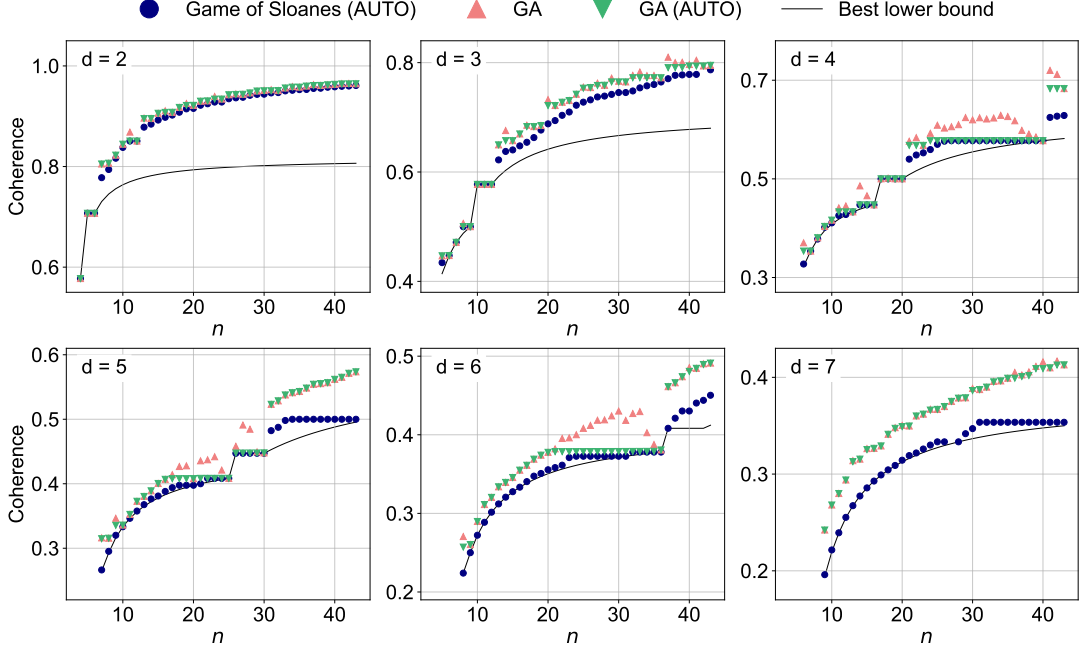 Game of Sloanes (AUTO) GA GA (AUTO) Best lower bound
d = 2
1.0
0.8
0.6
Coherence
10 20 30 40
n
d = 3
0.8
0.6
0.4
10 20 30 40
n
d = 4
0.7
0.5
0.3
10 20 30 40
n
d = 5
0.6
0.5
0.4
0.3
Coherence
10 20 30 40
n
d = 6
0.5
0.4
0.3
0.2
10 20 30 40
n
d = 7
0.4
0.3
0.2
10 20 30 40
n